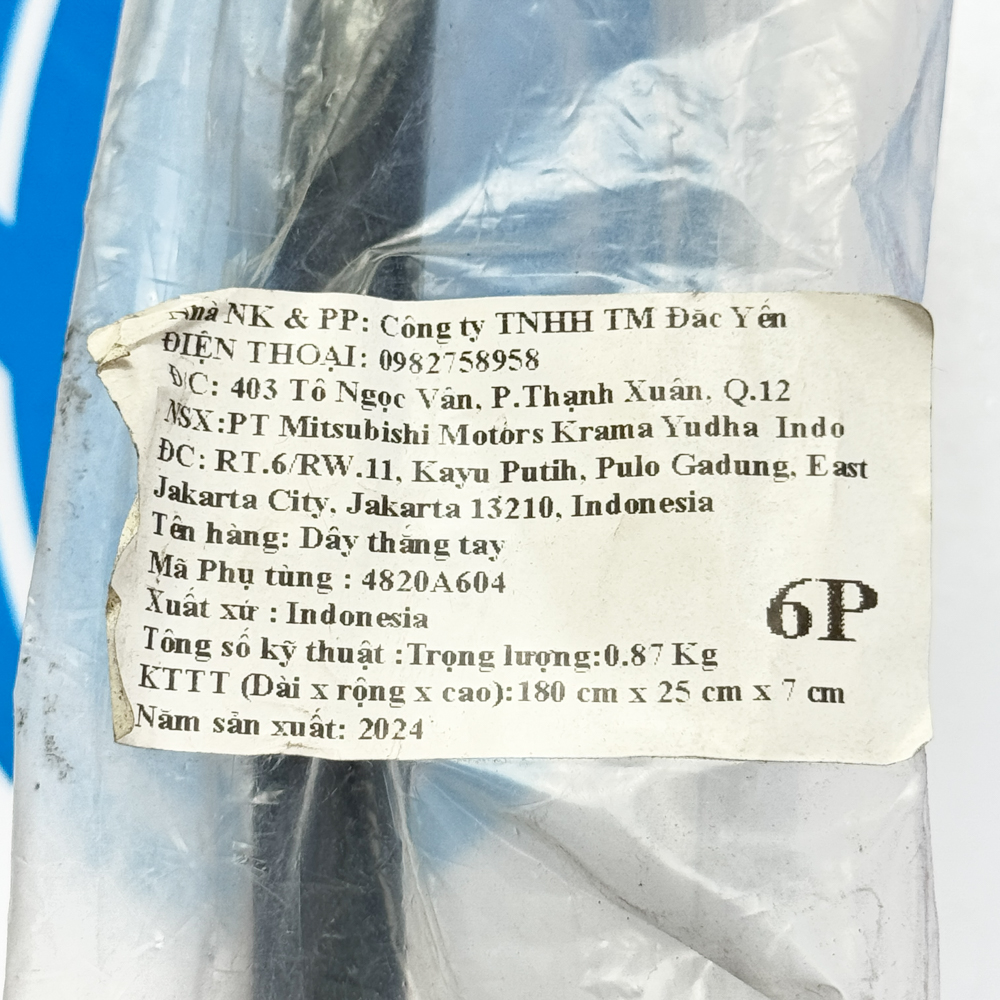 Nhà NK & PP: Công ty TNHH TM Đăc Yến
ĐIỆN THOẠI: 0982758958
Đ/C: 403 Tô Ngọc Vân, P.Thạnh Xuân, Q.12
NSX:PT Mitsubishi Motors Krama Yudha Indo
ĐC: RT.6/RW.11, Kayu Putih, Pulo Gadung, East
Jakarta City, Jakarta 13210, Indonesia
Tên hàng: Dây thắng tay
Mã Phụ tùng : 4820A604
Xuất xứ : Indonesia
6P
Tông số kỹ thuật :Trọng lượng:0.87 Kg
KTTT (Dài x rộng x cao):180 cm x 25 cm x 7 cm
Năm sản xuất: 2024